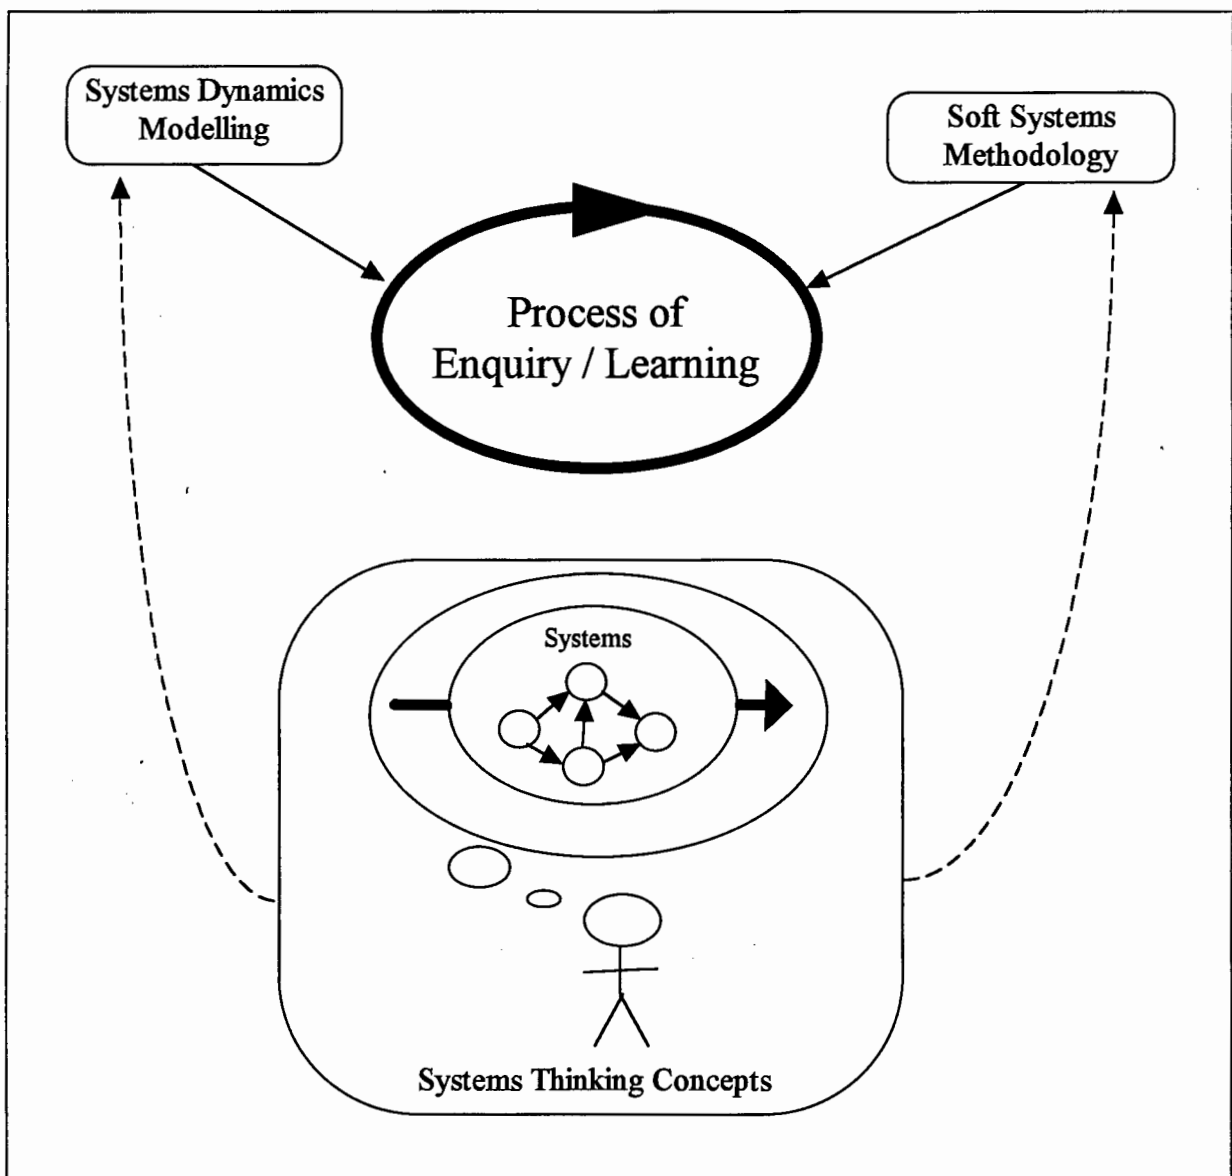 Systems Dynamics
Modelling
Soft Systems
Methodology
Process of
Enquiry / Learning
Systems
Systems Thinking Concepts